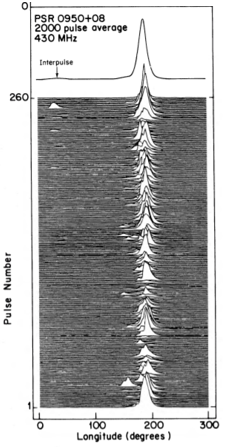 0
PSR 0950+08
2000 pulse average
430 MHz
Interpulse
260
Pulse Number
1
0 100 200 300
Longitude (degrees)